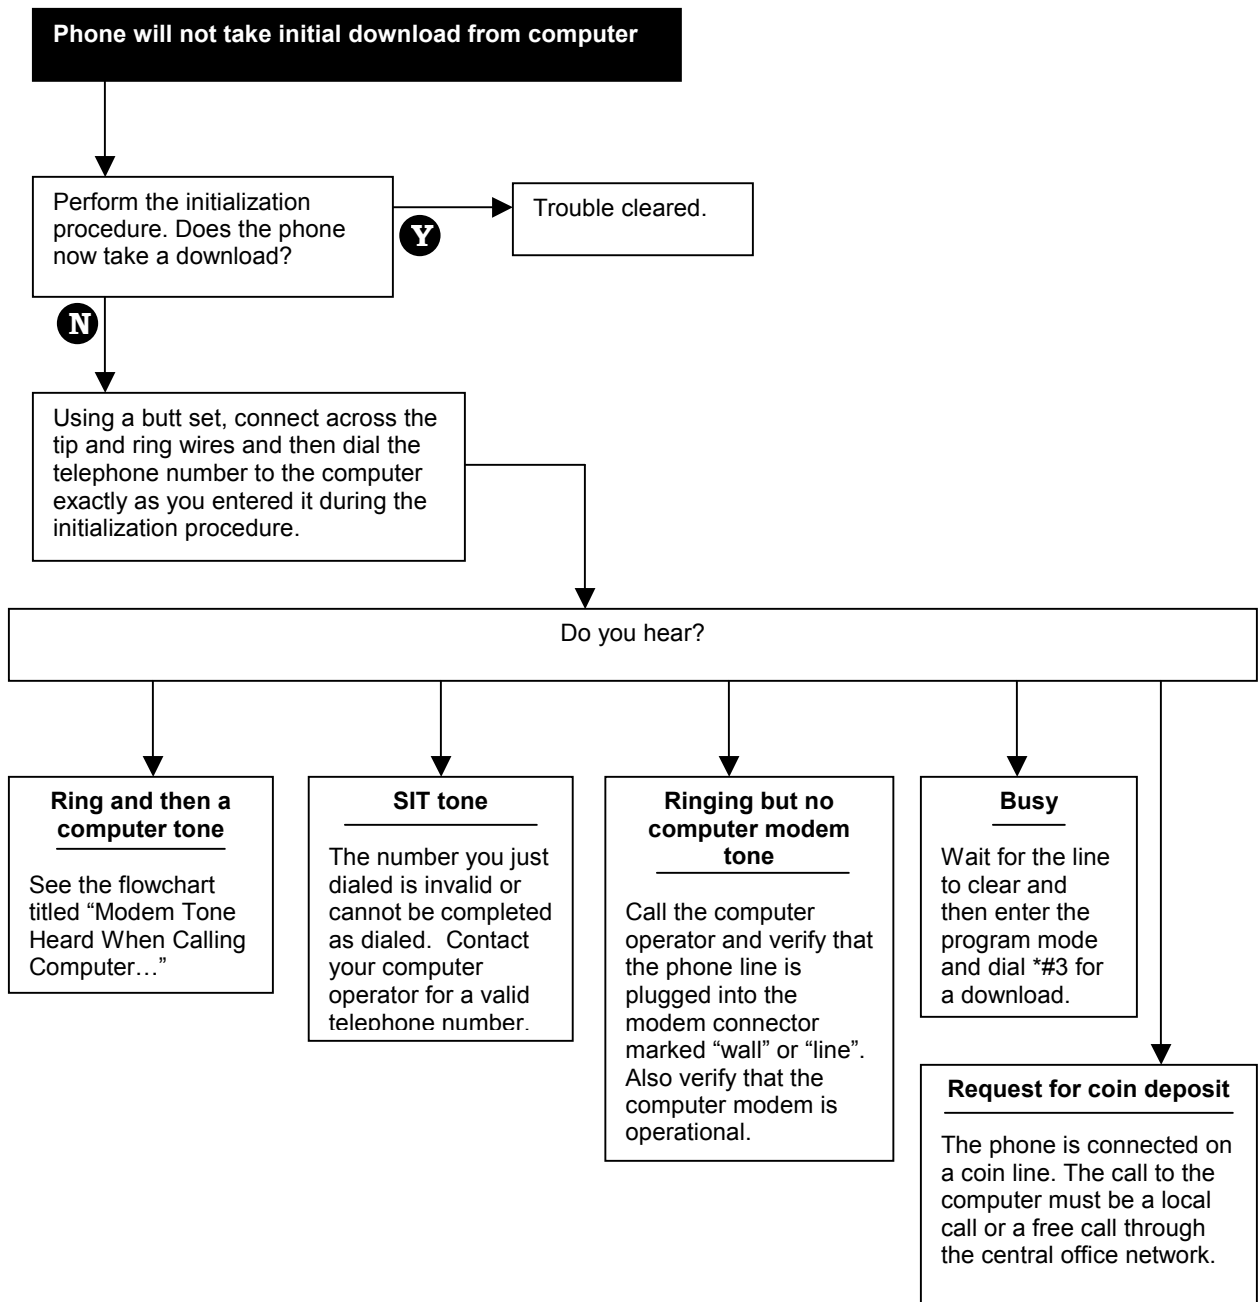 Phone will not take initial download from computer
Perform the initialization
procedure. Does the phone
now take a download?
Y
Trouble cleared.
N
Using a butt set, connect across the
tip and ring wires and then dial the
telephone number to the computer
exactly as you entered it during the
initialization procedure.
Do you hear?
Ring and then a
computer tone
See the flowchart
titled “Modem Tone
Heard When Calling
Computer…”
SIT tone
The number you just
dialed is invalid or
cannot be completed
as dialed.  Contact
your computer
operator for a valid
telephone number.
Ringing but no
computer modem
tone
Call the computer
operator and verify that
the phone line is
plugged into the
modem connector
marked “wall” or “line”.
Also verify that the
computer modem is
operational.
Busy
Wait for the line
to clear and
then enter the
program mode
and dial *#3 for
a download.
Request for coin deposit
The phone is connected on
a coin line. The call to the
computer must be a local
call or a free call through
the central office network.